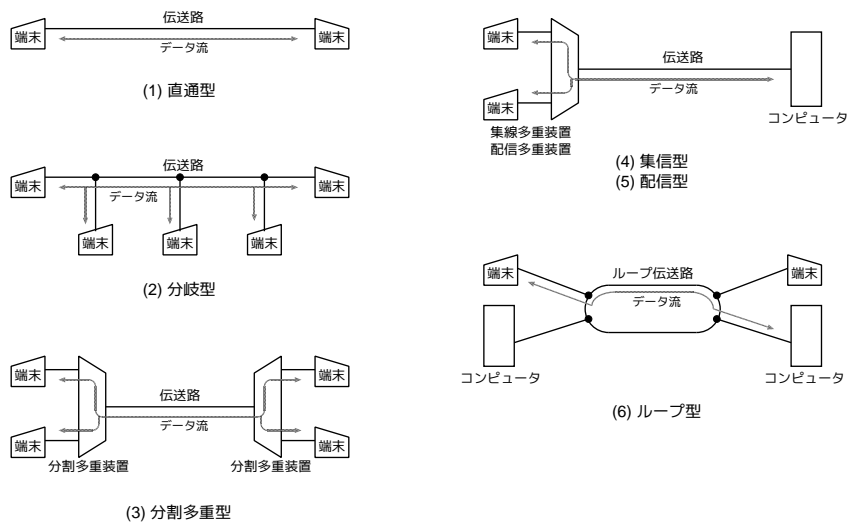 伝送路
端末
端末
データ流
(1) 直通型
伝送路
端末
端末
データ流
端末
端末
端末
(2) 分岐型
端末
端末
伝送路
データ流
端末
端末
分割多重装置
分割多重装置
(3) 分割多重型
端末
伝送路
データ流
端末
コンピュータ
集線多重装置
配信多重装置
(4) 集信型
(5) 配信型
端末
ループ伝送路
端末
データ流
コンピュータ
コンピュータ
(6) ループ型